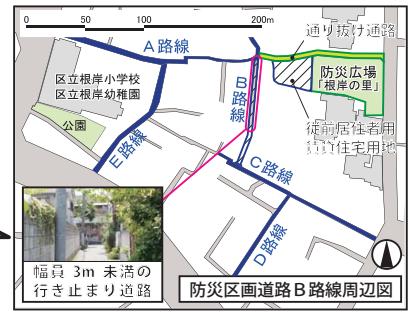 0 50 100 200m
通り抜け通路
A路線
区立根岸小学校
区立根岸幼稚園
B路線
防災広場
「根岸の里」
公園
従前居住者用
賃貸住宅用地
E路線
C路線
D路線
幅員 3m 未満の
行き止まり道路
防災区画道路B路線周辺図